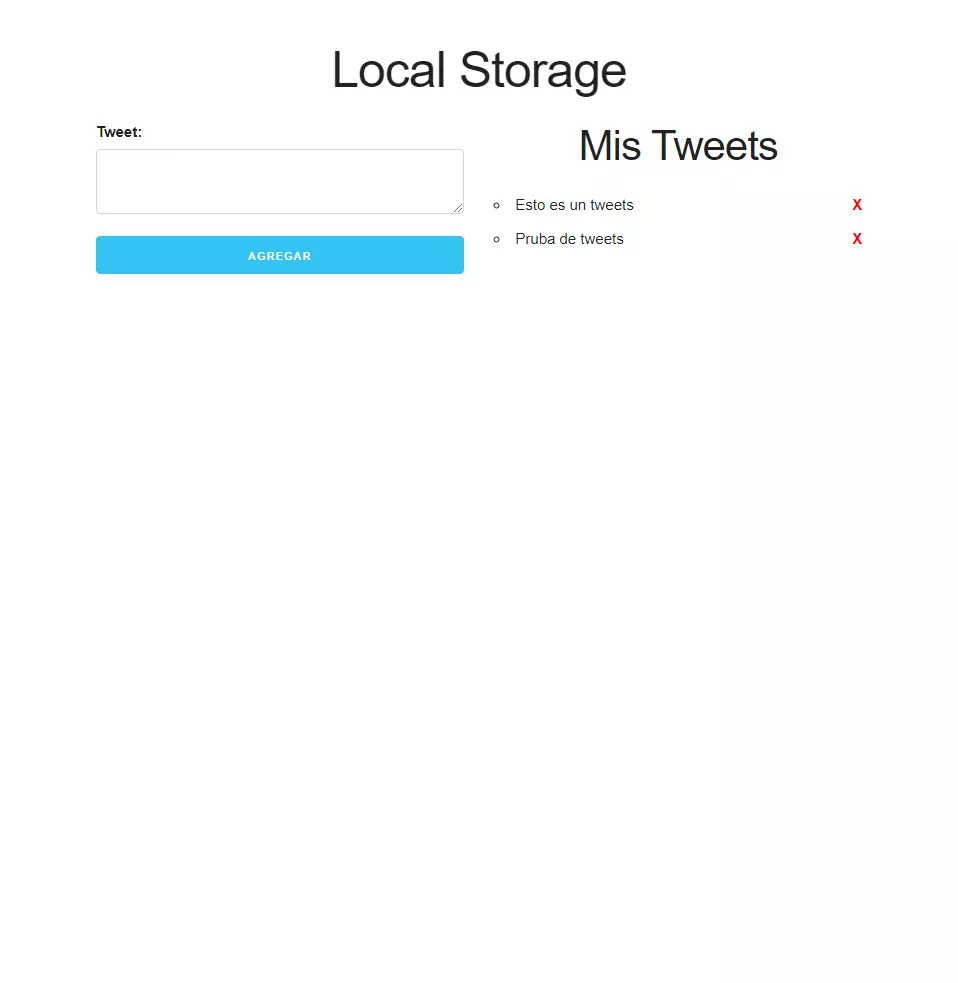 Local Storage
Tweet:
AGREGAR
Mis Tweets
Esto es un tweets X
Pruba de tweets X